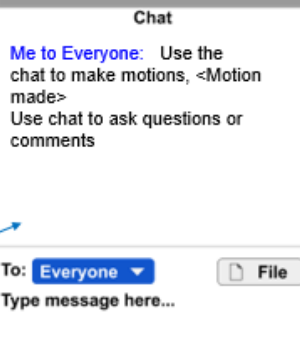 Chat
Me to Everyone: Use the
chat to make motions, <Motion
made>
Use chat to ask questions or
comments
To: Everyone
File
Type message here...